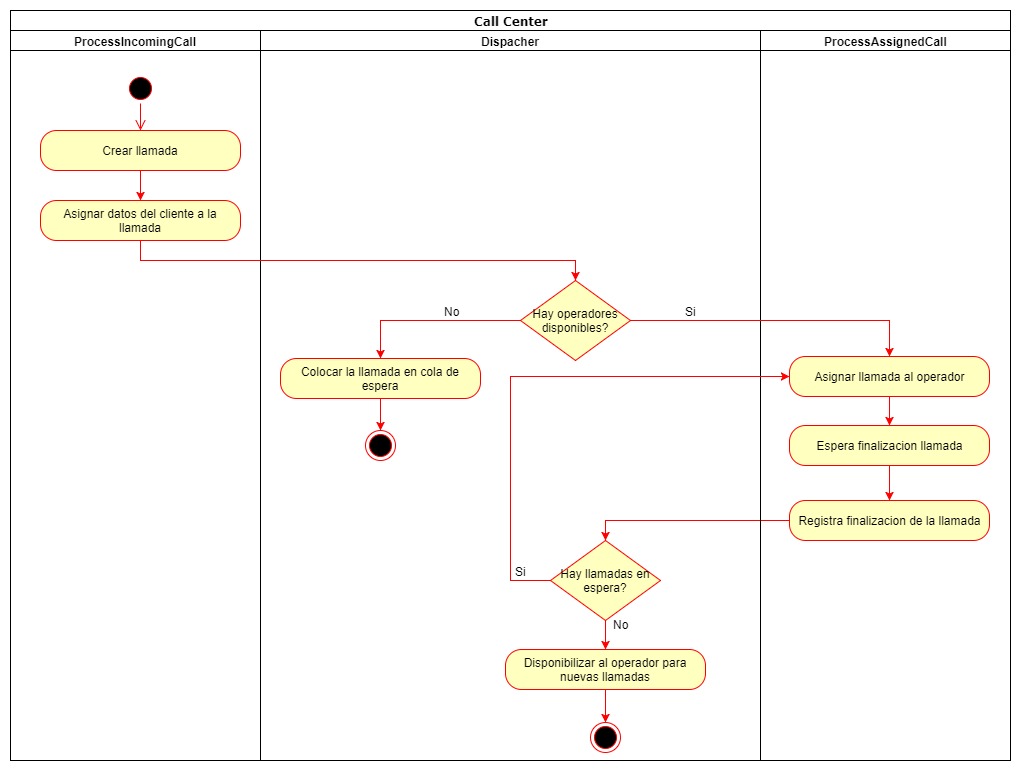 Call Center
ProcessIncomingCall
Dispacher
ProcessAssignedCall
Crear llamada
Asignar datos del cliente a la
llamada
Hay operadores
disponibles?
No
Si
Colocar la llamada en cola de
espera
Asignar llamada al operador
Espera finalizacion llamada
Registra finalizacion de la llamada
Hay llamadas en
espera?
Si
No
Disponibilizar al operador para
nuevas llamadas